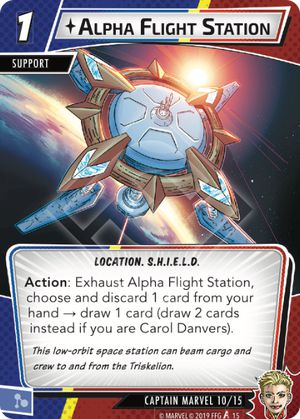 1
Alpha Flight Station
SUPPORT
LOCATION. S.H.I.E.L.D.
Action: Exhaust Alpha Flight Station,
choose and discard 1 card from your
hand → draw 1 card (draw 2 cards
instead if you are Carol Danvers).
This low-orbit space station can beam cargo and
crew to and from the Triskelion.
CAPTAIN MARVEL 10/15
© MARVEL © 2019 FFG 15